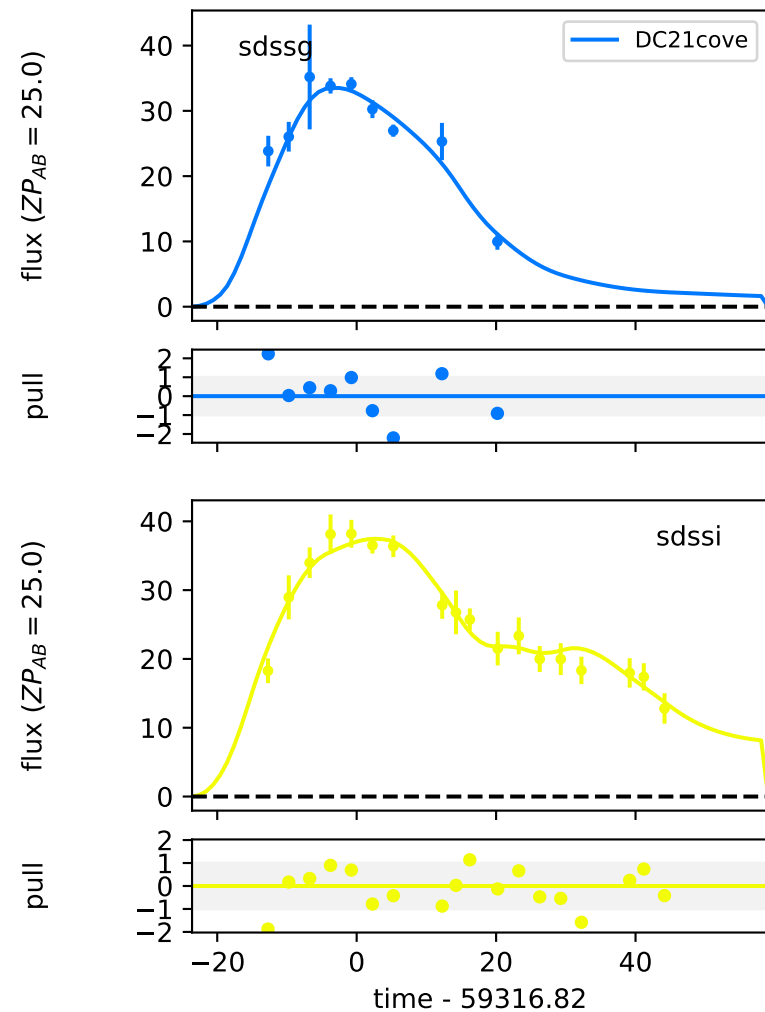 sdssg
DC21cove
flux (ZP_AB = 25.0)
40
30
20
10
0
pull
2
1
0
−1
−2
sdssi
flux (ZP_AB = 25.0)
40
30
20
10
0
pull
2
1
0
−1
−2
−20 0 20 40
time - 59316.82